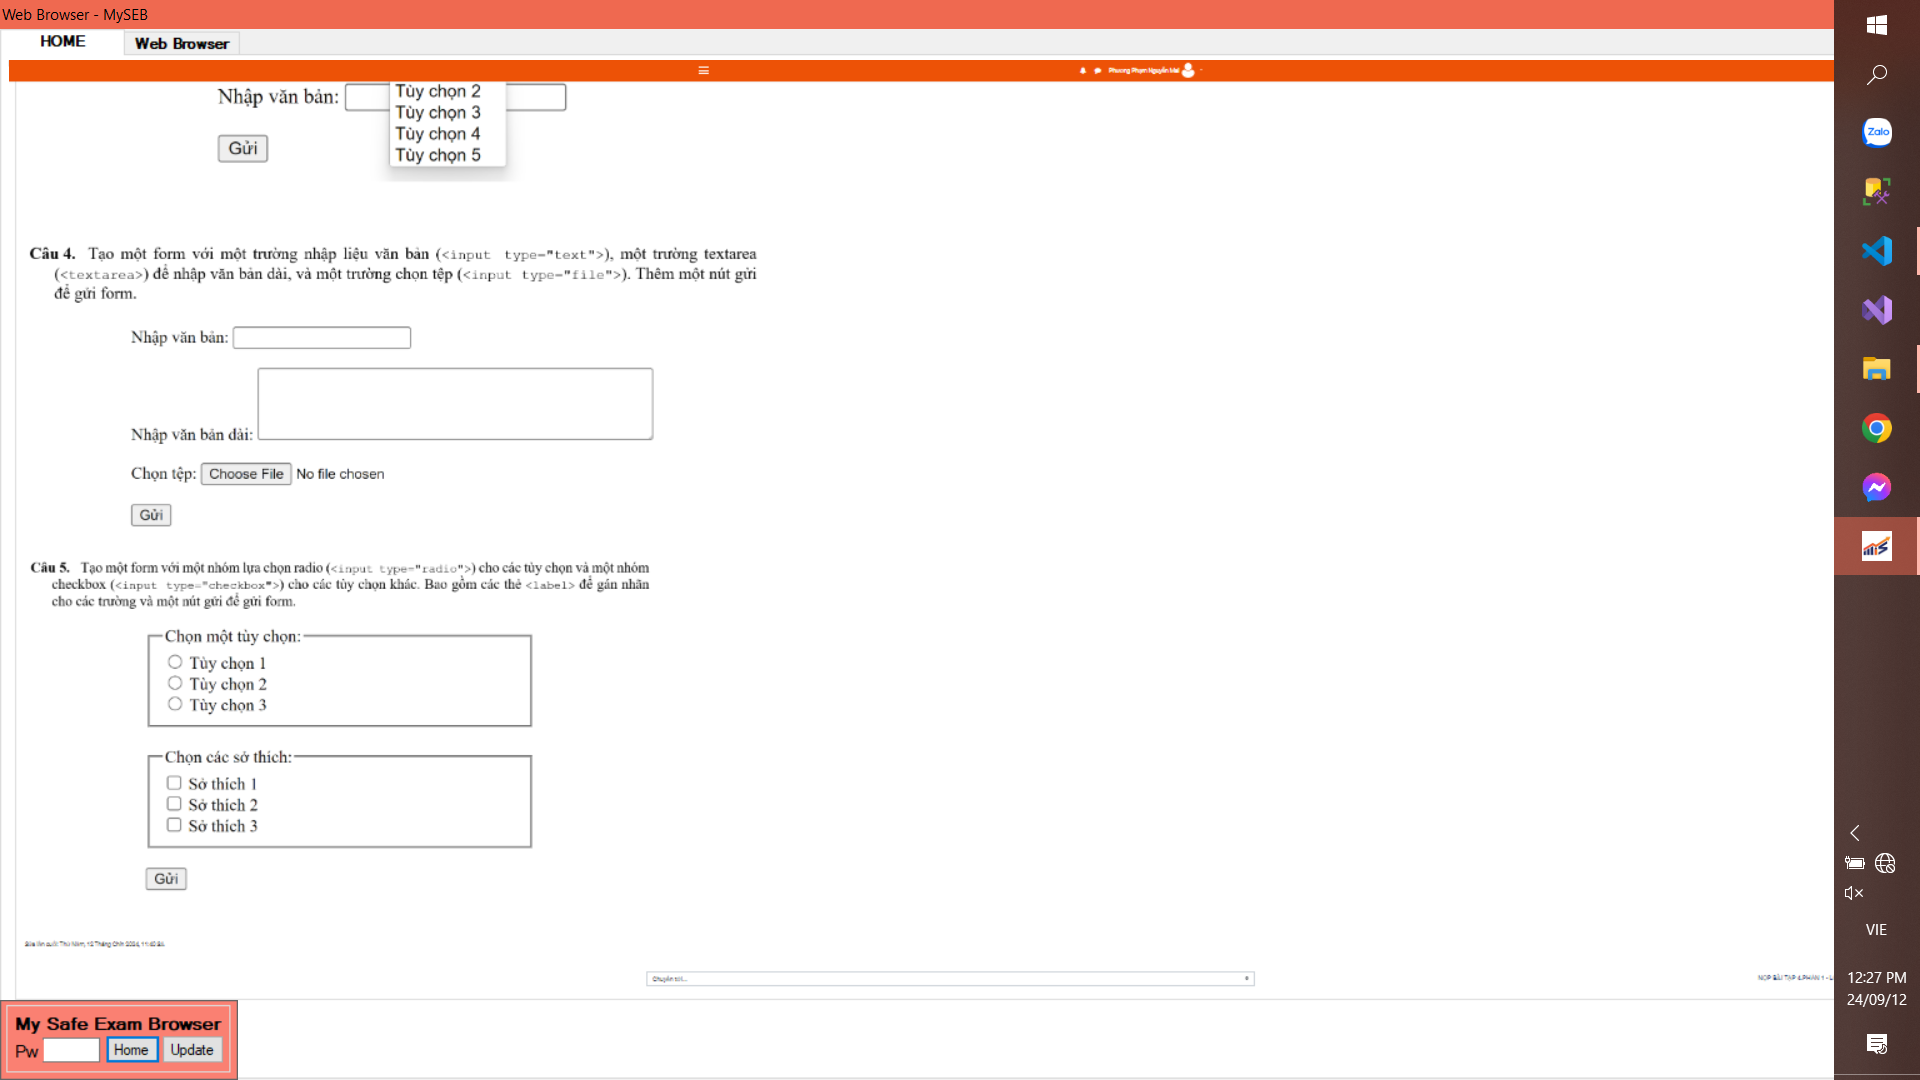 Web Browser - MySEB
HOME
Web Browser
Phuong Pham Nguyễn Mai
Nhập văn bản:
Tùy chọn 2
Tùy chọn 3
Tùy chọn 4
Tùy chọn 5
Gửi
Câu 4. Tạo một form với một trường nhập liệu văn bản (<input type="text">), một trường textarea
(<textarea>) để nhập văn bản dài, và một trường chọn tệp (<input type="file">). Thêm một nút gửi
để gửi form.
Nhập văn bản:
Nhập văn bản dài:
Chọn tệp: Choose File No file chosen
Gửi
Câu 5. Tạo một form với một nhóm lựa chọn radio (<input type="radio">) cho các tùy chọn và một nhóm
checkbox (<input type="checkbox">) cho các tùy chọn khác. Bao gồm các thẻ <label> để gán nhãn
cho các trường và một nút gửi để gửi form.
Chọn một tùy chọn:
Tùy chọn 1
Tùy chọn 2
Tùy chọn 3
Chọn các sở thích:
Sở thích 1
Sở thích 2
Sở thích 3
Gửi
Chuyển tới...
My Safe Exam Browser
Pw
Home
Update
Zalo
VIE
12:27 PM
24/09/12